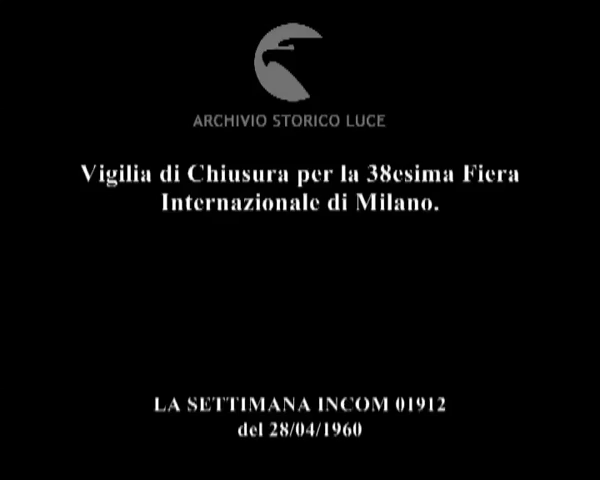 ARCHIVIO STORICO LUCE
Vigilia di Chiusura per la 38esima Fiera
Internazionale di Milano.
LA SETTIMANA INCOM 01912
del 28/04/1960